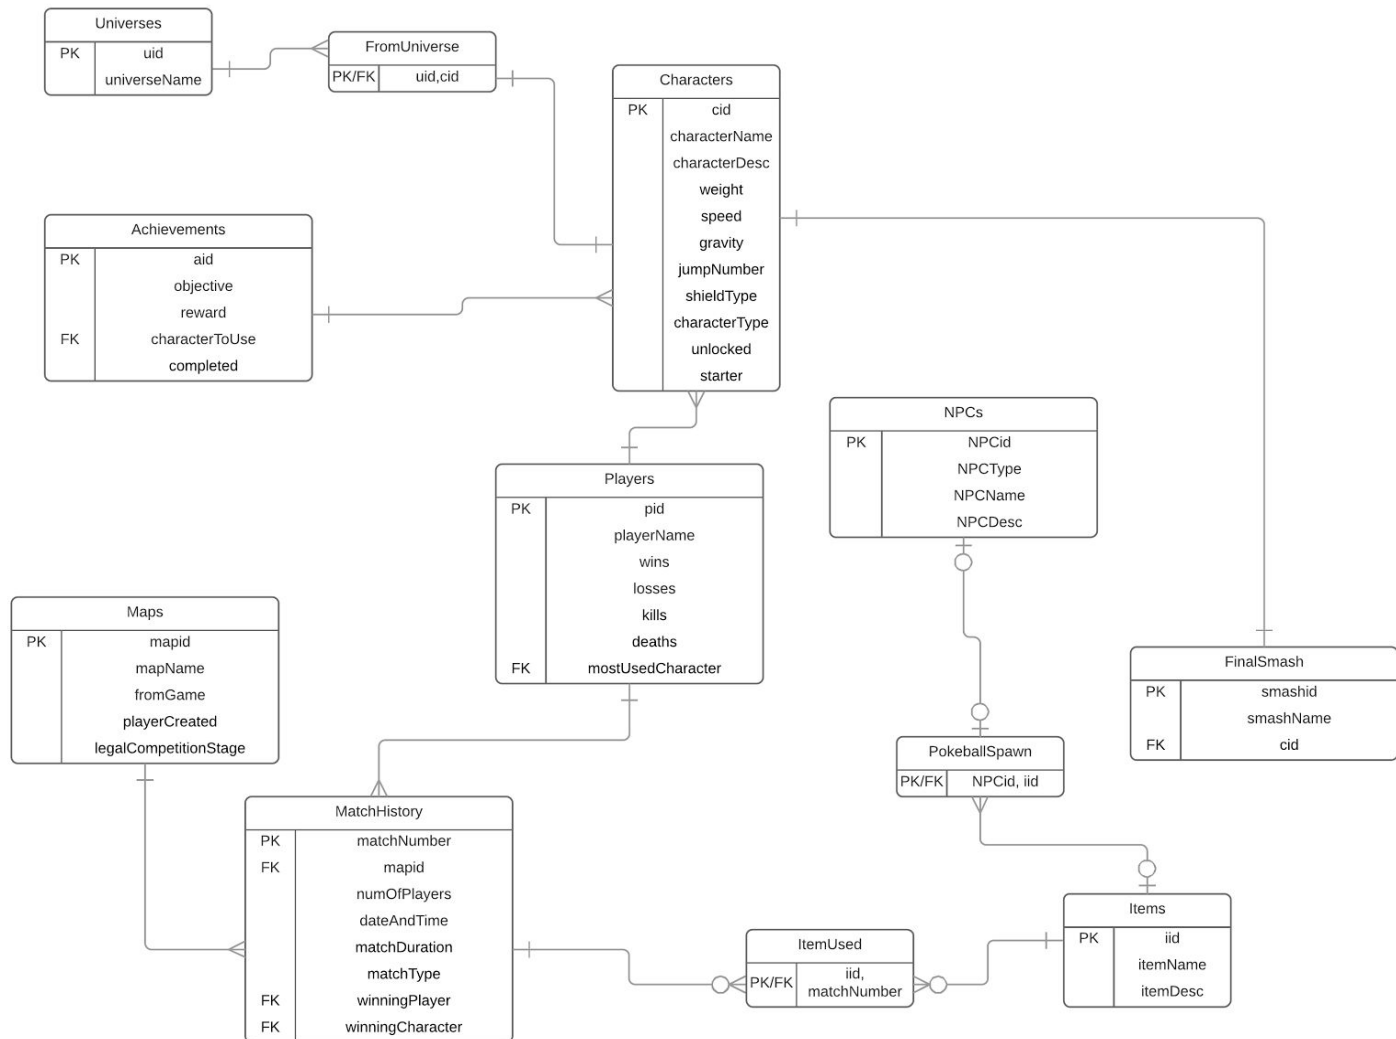 Universes
PK uid
universeName
FromUniverse
PK/FK uid,cid
Characters
PK cid
characterName
characterDesc
weight
speed
gravity
jumpNumber
shieldType
characterType
unlocked
starter
Achievements
PK aid
objective
reward
FK characterToUse
completed
NPCs
PK NPCid
NPCType
NPCName
NPCDesc
Players
PK pid
playerName
wins
losses
kills
deaths
FK mostUsedCharacter
Maps
PK mapid
mapName
fromGame
playerCreated
legalCompetitionStage
FinalSmash
PK smashid
smashName
FK cid
PokeballSpawn
PK/FK NPCid, iid
MatchHistory
PK matchNumber
FK mapid
numOfPlayers
dateAndTime
matchDuration
matchType
FK winningPlayer
FK winningCharacter
ItemUsed
PK/FK iid,
matchNumber
Items
PK iid
itemName
itemDesc